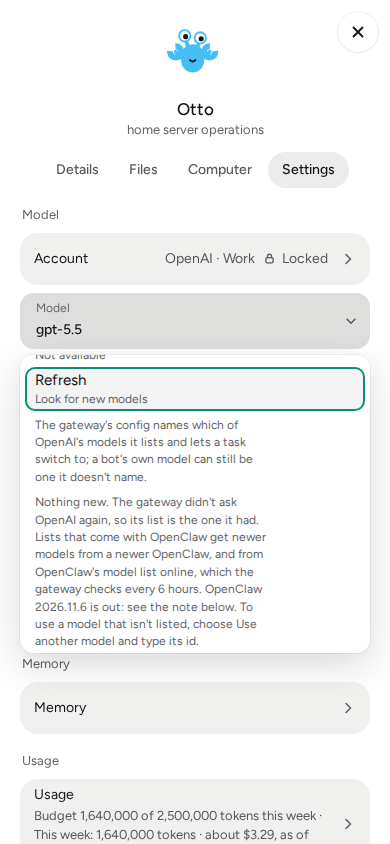 Otto
home server operations
Details Files Computer Settings
Model
Account OpenAI · Work Locked
Model
gpt-5.5
Not available
Refresh
Look for new models
The gateway's config names which of
OpenAI's models it lists and lets a task
switch to; a bot's own model can still be
one it doesn't name.
Nothing new. The gateway didn't ask
OpenAI again, so its list is the one it had.
Lists that come with OpenClaw get newer
models from a newer OpenClaw, and from
OpenClaw's model list online, which the
gateway checks every 6 hours. OpenClaw
2026.11.6 is out: see the note below. To
use a model that isn't listed, choose Use
another model and type its id.
Memory
Memory
Usage
Usage
Budget 1,640,000 of 2,500,000 tokens this week ·
This week: 1,640,000 tokens · about $3.29, as of